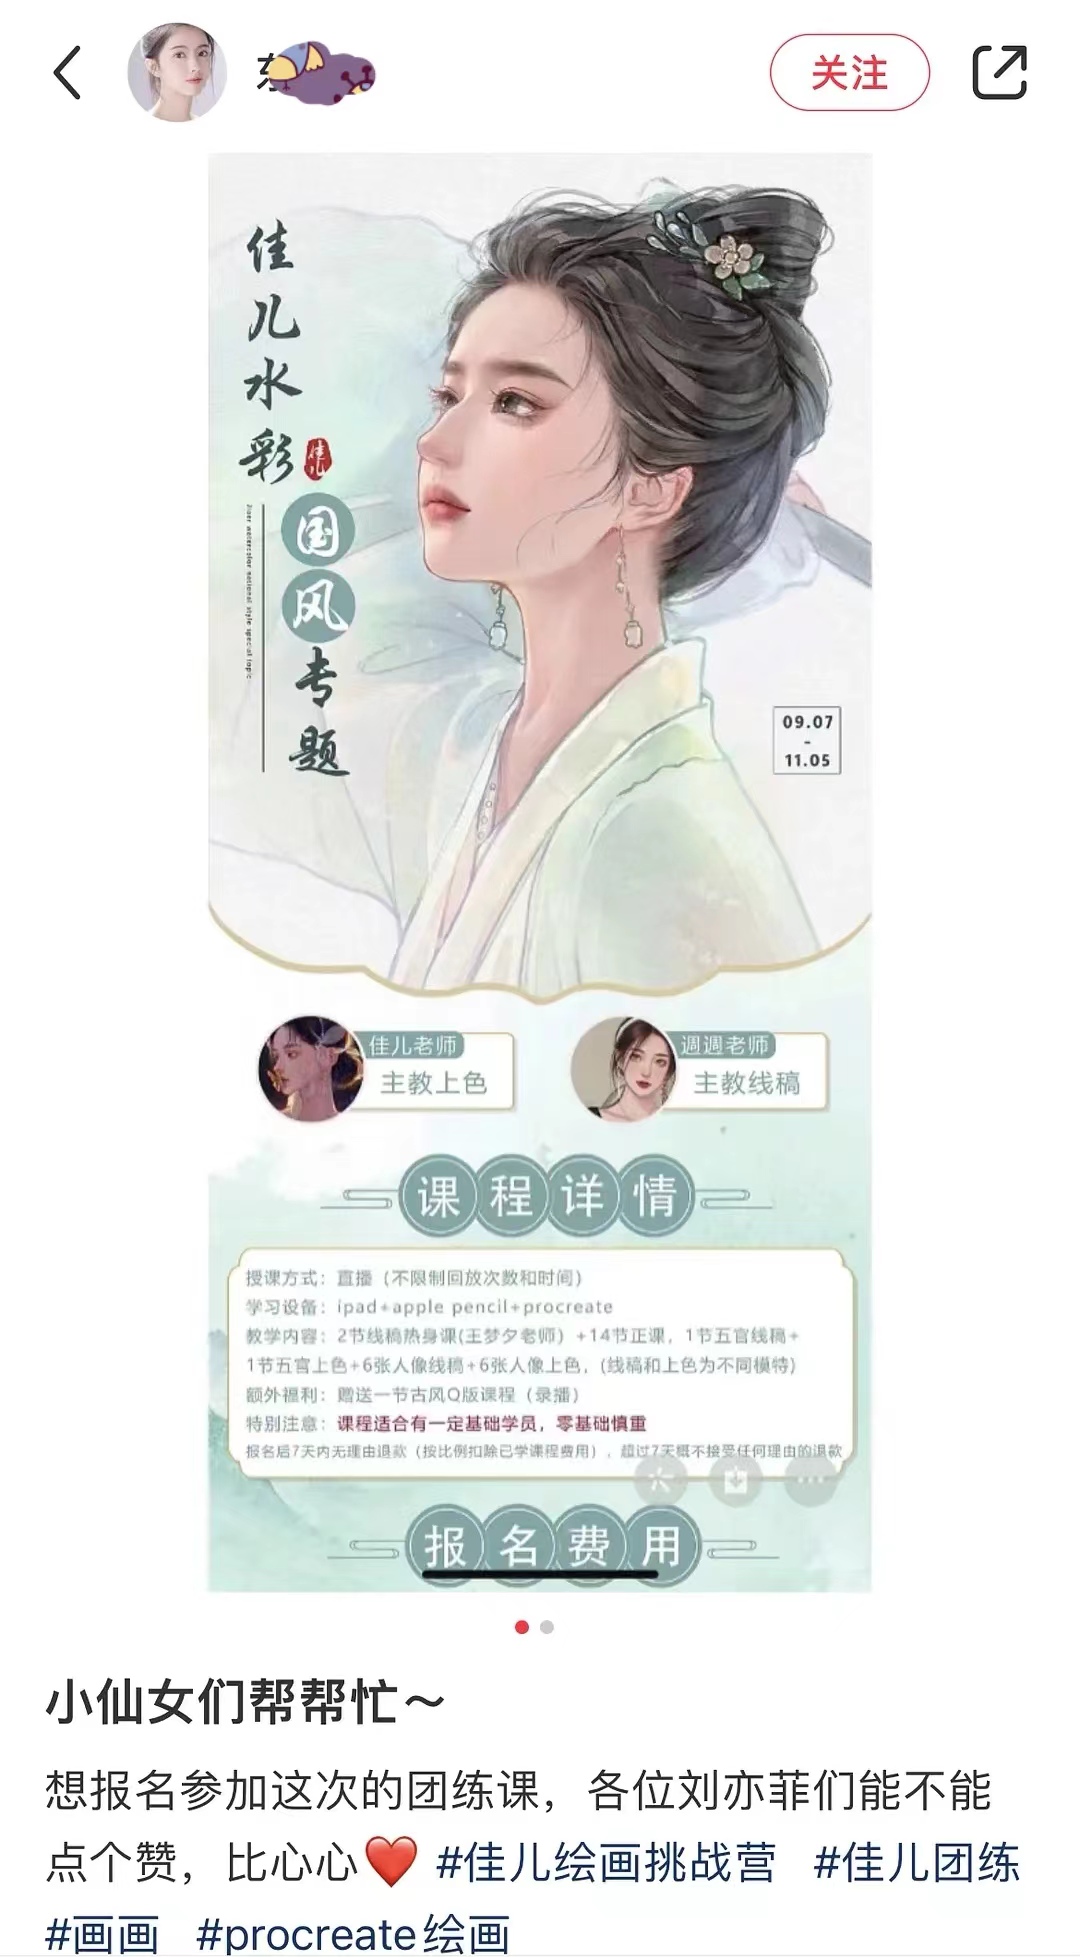 关注
佳儿水彩
佳儿
国风专题
Jiaer watercolor national style special topic
09.07
-
11.05
佳儿老师
主教上色
週週老师
主教线稿
课程详情
授课方式：直播（不限制回放次数和时间）
学习设备：ipad+apple pencil+procreate
教学内容：2节线稿热身课(王梦夕老师）+14节正课，1节五官线稿+
1节五官上色+6张人像线稿+6张人像上色，(线稿和上色为不同模特）
额外福利：赠送一节古风Q版课程（录播）
特别注意：课程适合有一定基础学员，零基础慎重
报名后7天内无理由退款（按比例扣除已学课程费用），超过7天概不接受任何理由的退款
报名费用
小仙女们帮帮忙～
想报名参加这次的团练课，各位刘亦菲们能不能
点个赞，比心心❤️ #佳儿绘画挑战营 #佳儿团练
#画画 #procreate绘画